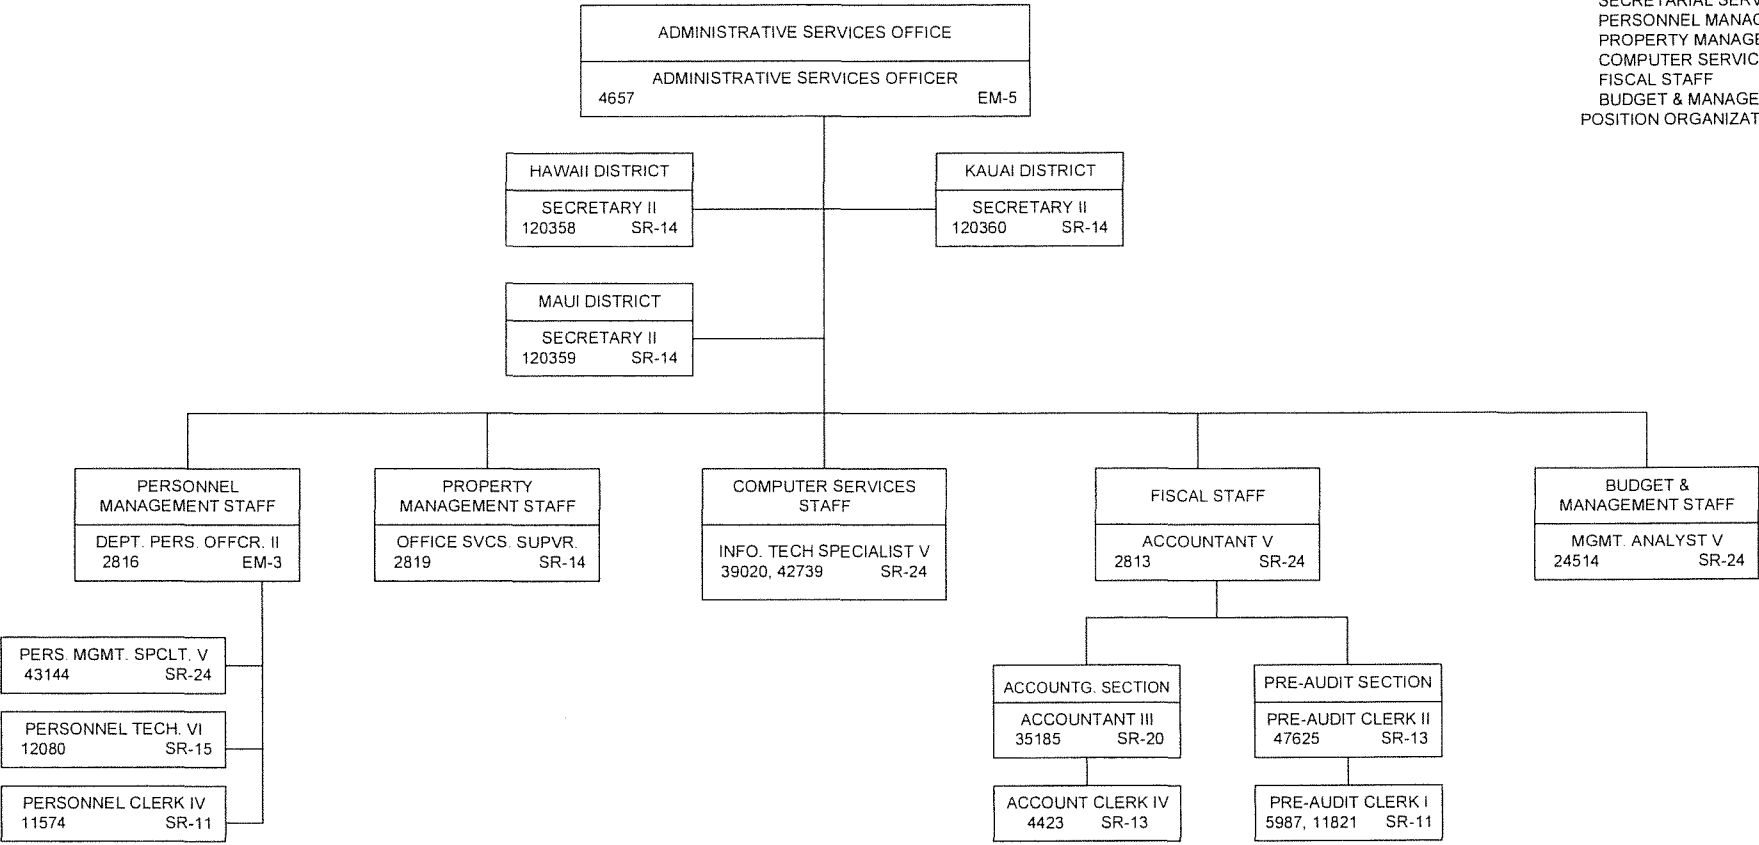 SECRETARIAL
PERSONNEL
PROPERTY
COMPUTER
FISCAL STAFF
BUDGET &
POSITION
ADMINISTRATIVE SERVICES OFFICE
ADMINISTRATIVE SERVICES OFFICER
4657 EM-5
HAWAII DISTRICT
SECRETARY II
120358 SR-14
KAUAI DISTRICT
SECRETARY II
120360 SR-14
MAUI DISTRICT
SECRETARY II
120359 SR-14
PERSONNEL
MANAGEMENT STAFF
DEPT. PERS. OFFCR. II
2816 EM-3
PROPERTY
MANAGEMENT STAFF
OFFICE SVCS. SUPVR.
2819 SR-14
COMPUTER SERVICES
STAFF
INFO. TECH SPECIALIST V
39020, 42739 SR-24
FISCAL STAFF
ACCOUNTANT V
2813 SR-24
BUDGET &
MANAGEMENT STAFF
MGMT. ANALYST V
24514 SR-24
PERS. MGMT. SPCLT. V
43144 SR-24
PERSONNEL TECH. VI
12080 SR-15
PERSONNEL CLERK IV
11574 SR-11
ACCOUNTG. SECTION
ACCOUNTANT III
35185 SR-20
ACCOUNT CLERK IV
4423 SR-13
PRE-AUDIT SECTION
PRE-AUDIT CLERK II
47625 SR-13
PRE-AUDIT CLERK I
5987, 11821 SR-11